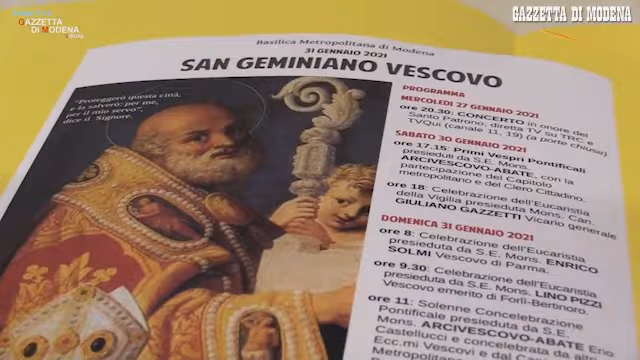 GAZZETTA
DI MODENA
GAZZETTA DI MODENA
Basilica Metropolitana di Modena
31 GENNAIO 2021
SAN GEMINIANO VESCOVO
"Proteggerò questa città,
e la salverò: per me,
per il mio servo",
dice il Signore.
PROGRAMMA
MERCOLEDI 27 GENNAIO 2021
ore 20.30: CONCERTO in onore del
Santo Patrono, diretta TV su TRC e
TVQui (canale 11, 19) (a porte chiuse)
SABATO 30 GENNAIO 2021
ore 17.15: Primi Vespri Pontificali
presieduti da S.E. Mons.
ARCIVESCOVO-ABATE, con la
partecipazione del Capitolo
metropolitano e del Clero Cittadino.
ore 18: Celebrazione dell'Eucaristia
della Vigilia presieduta Mons. Can.
GIULIANO GAZZETTI Vicario generale
DOMENICA 31 GENNAIO 2021
ore 8: Celebrazione dell'Eucaristia
presieduta da S.E. Mons. ENRICO
SOLMI Vescovo di Parma.
ore 9.30: Celebrazione dell'Eucaristia
presieduta da S.E. Mons. LINO PIZZI
Vescovo emerito di Forlì-Bertinoro.
ore 11: Solenne Concelebrazione
Pontificale presieduta da S.E.
Mons. ARCIVESCOVO-ABATE Erio
Castellucci e concelebrata da altri
Ecc.mi Vescovi e dal
Metropolitano